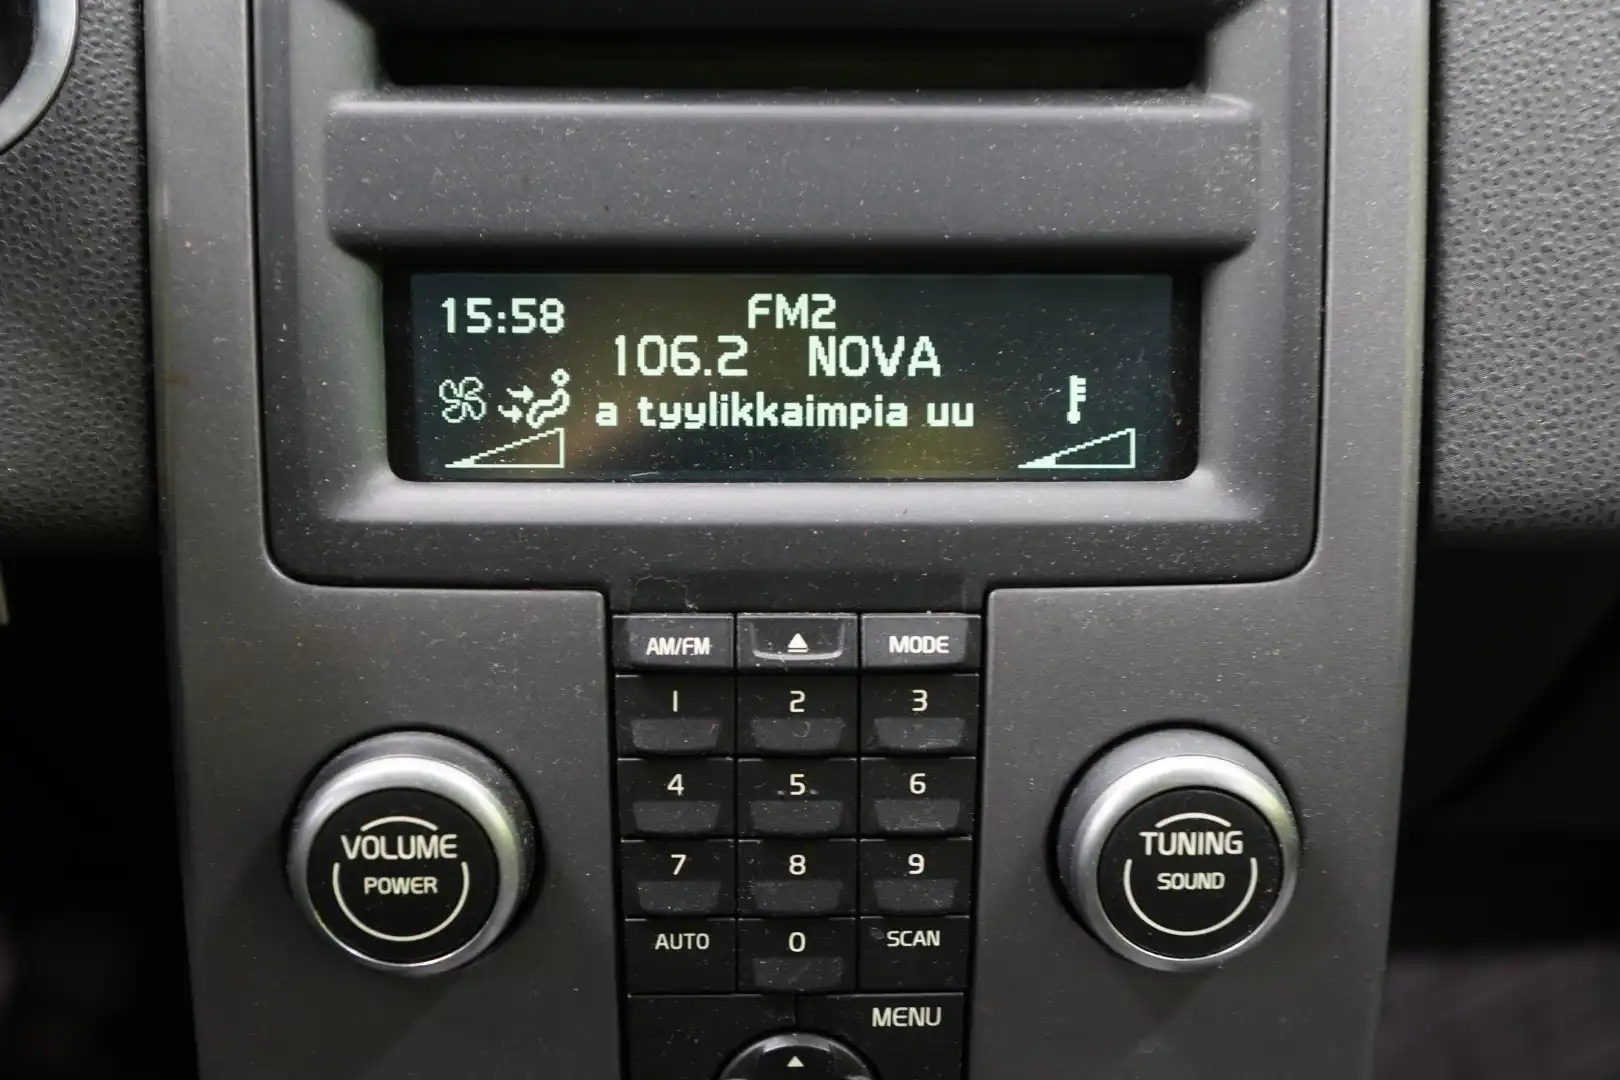 15:58 FM2
106.2 NOVA
a tyylikkaimpia uu
AM/FM MODE
1 2 3
4 5 6
7 8 9
AUTO 0 SCAN
MENU
VOLUME
POWER
TUNING
SOUND